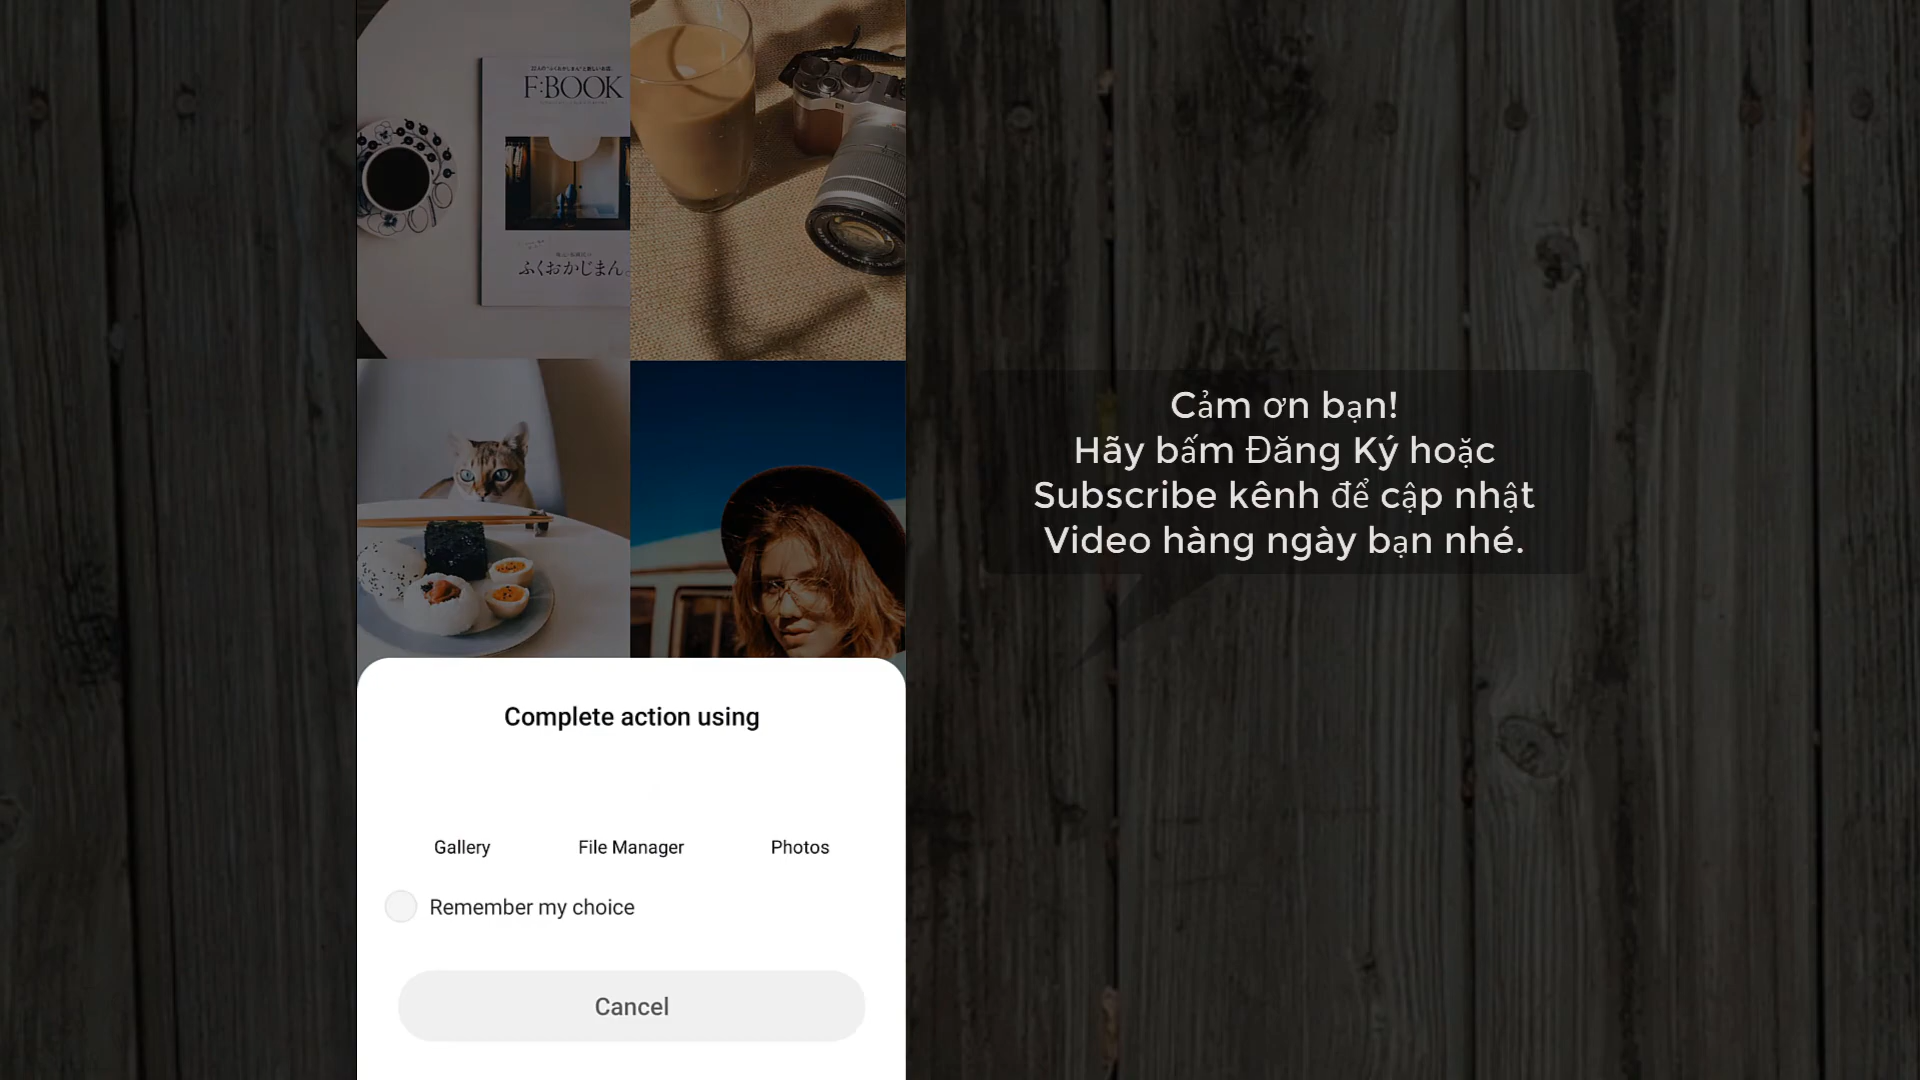 F:BOOK
ふくおかじまん。
Cảm ơn bạn!
Hãy bấm Đăng Ký hoặc
Subscribe kênh để cập nhật
Video hàng ngày bạn nhé.
Complete action using
Gallery
File Manager
Photos
Remember my choice
Cancel